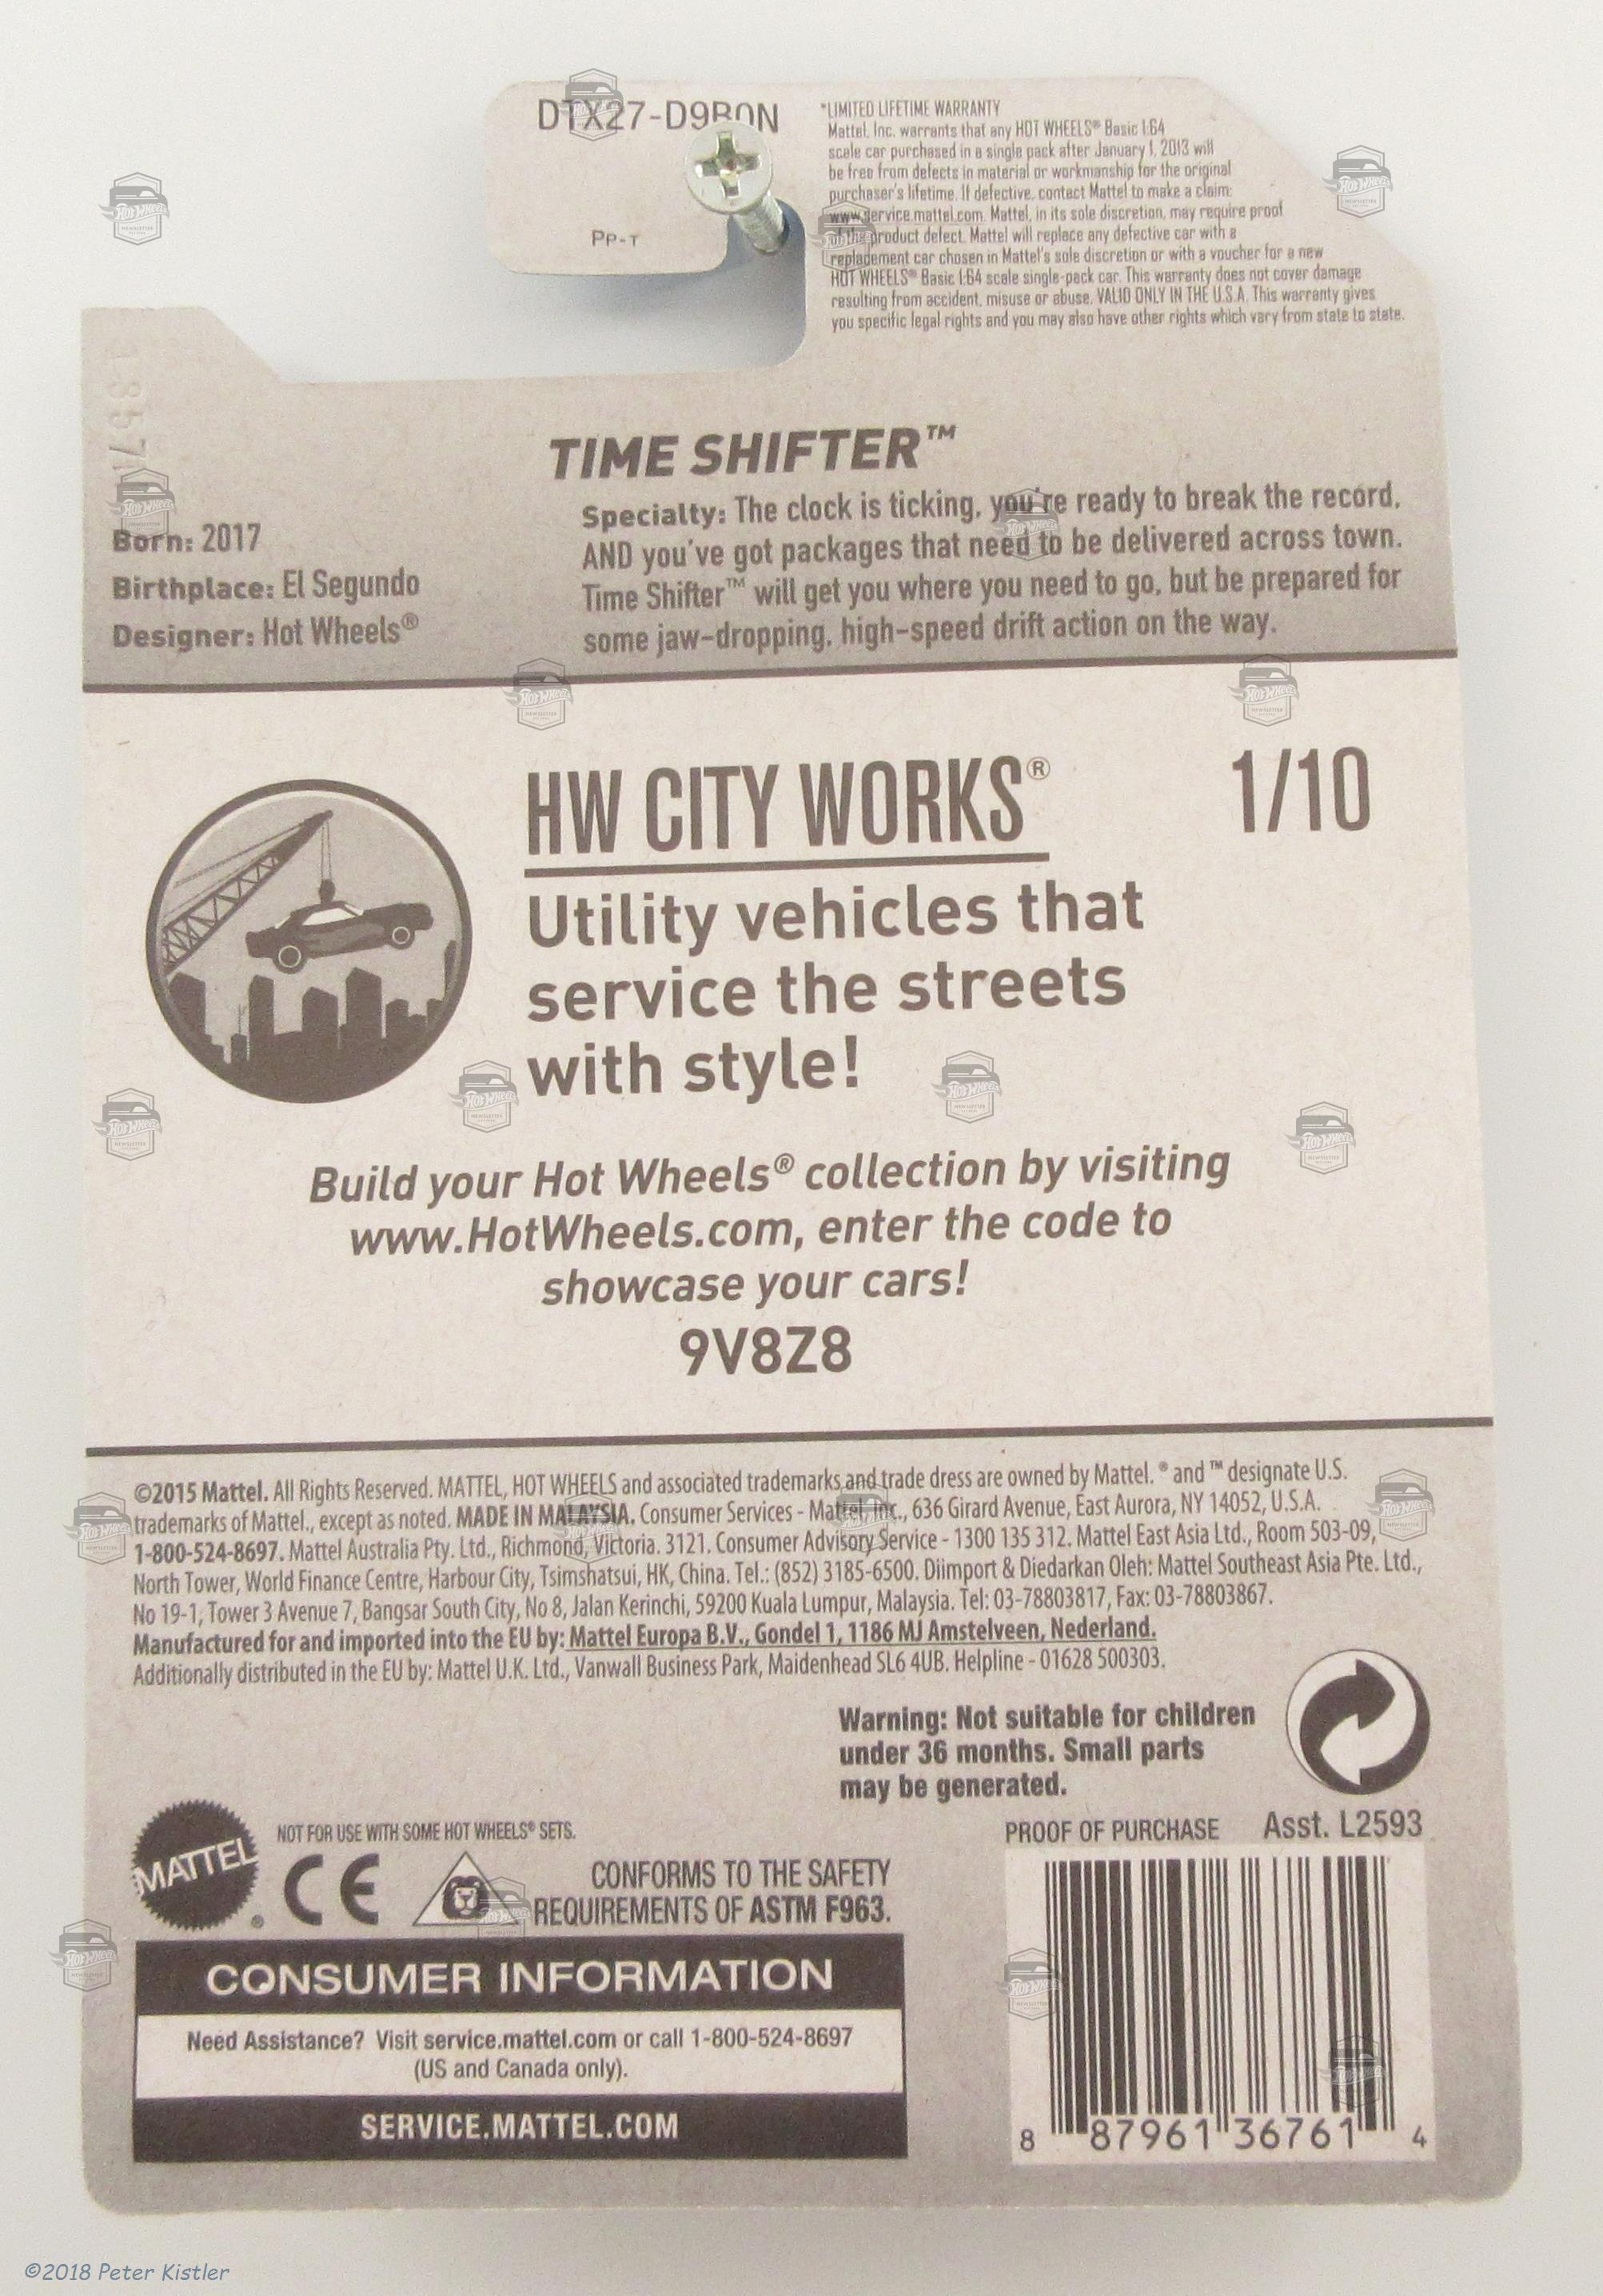 DTX27-D9B0N
PP-T
*LIMITED LIFETIME WARRANTY
Mattel, Inc. warrants that any HOT WHEELS® Basic 1:64
scale car purchased in a single pack after January 1, 2013 will
be free from defects in material or workmanship for the original
purchaser's lifetime. If defective, contact Mattel to make a claim:
www.service.mattel.com. Mattel, in its sole discretion, may require proof
of the product defect. Mattel will replace any defective car with a
replacement car chosen in Mattel's sole discretion or with a voucher for a new
HOT WHEELS® Basic 1:64 scale single-pack car. This warranty does not cover damage
resulting from accident, misuse or abuse. VALID ONLY IN THE U.S.A. This warranty gives
you specific legal rights and you may also have other rights which vary from state to state.
TIME SHIFTER™
Born: 2017
Birthplace: El Segundo
Designer: Hot Wheels®
Specialty: The clock is ticking, you're ready to break the record,
AND you've got packages that need to be delivered across town.
Time Shifter™ will get you where you need to go, but be prepared for
some jaw-dropping, high-speed drift action on the way.
HW CITY WORKS®
1/10
Utility vehicles that
service the streets
with style!
Build your Hot Wheels® collection by visiting
www.HotWheels.com, enter the code to
showcase your cars!
9V8Z8
©2015 Mattel. All Rights Reserved. MATTEL, HOT WHEELS and associated trademarks and trade dress are owned by Mattel. ® and ™ designate U.S.
trademarks of Mattel., except as noted. MADE IN MALAYSIA. Consumer Services - Mattel, Inc., 636 Girard Avenue, East Aurora, NY 14052, U.S.A.
1-800-524-8697. Mattel Australia Pty. Ltd., Richmond, Victoria. 3121. Consumer Advisory Service - 1300 135 312. Mattel East Asia Ltd., Room 503-09,
North Tower, World Finance Centre, Harbour City, Tsimshatsui, HK, China. Tel.: (852) 3185-6500. Diimport & Diedarkan Oleh: Mattel Southeast Asia Pte. Ltd.,
No 19-1, Tower 3 Avenue 7, Bangsar South City, No 8, Jalan Kerinchi, 59200 Kuala Lumpur, Malaysia. Tel: 03-78803817, Fax: 03-78803867.
Manufactured for and imported into the EU by: Mattel Europa B.V., Gondel 1, 1186 MJ Amstelveen, Nederland.
Additionally distributed in the EU by: Mattel U.K. Ltd., Vanwall Business Park, Maidenhead SL6 4UB. Helpline - 01628 500303.
Warning: Not suitable for children
under 36 months. Small parts
may be generated.
MATTEL®
NOT FOR USE WITH SOME HOT WHEELS® SETS.
CE
CONFORMS TO THE SAFETY
REQUIREMENTS OF ASTM F963.
PROOF OF PURCHASE Asst. L2593
CONSUMER INFORMATION
Need Assistance? Visit service.mattel.com or call 1-800-524-8697
(US and Canada only).
SERVICE.MATTEL.COM
8 87961 36761 4
©2018 Peter Kistler